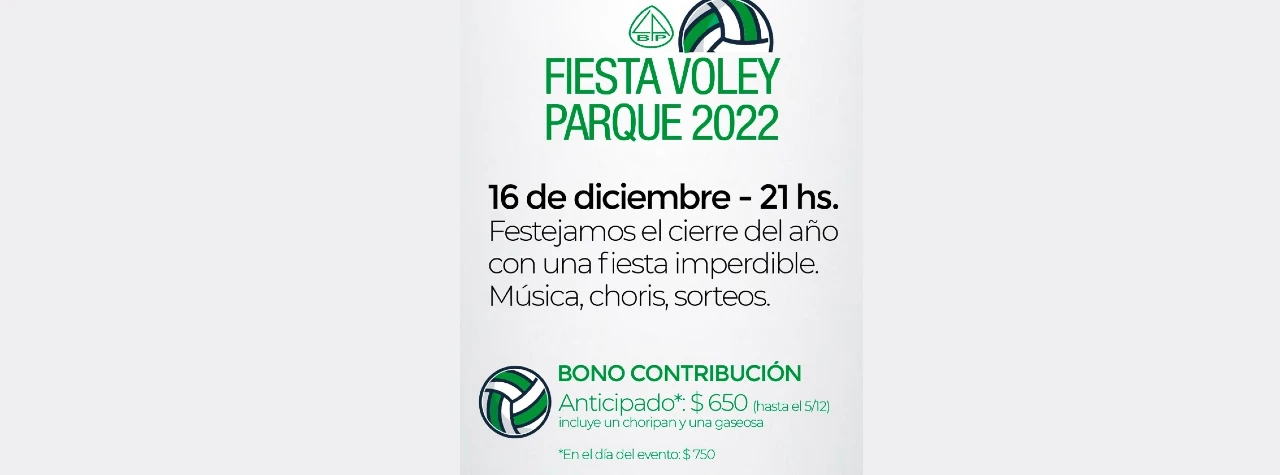 BTP
FIESTA VOLEY
PARQUE 2022
16 de diciembre - 21 hs.
Festejamos el cierre del año
con una fiesta imperdible.
Música, choris, sorteos.
BONO CONTRIBUCIÓN
Anticipado*: $ 650 (hasta el 5/12)
incluye un choripan y una gaseosa
*En el día del evento: $ 750